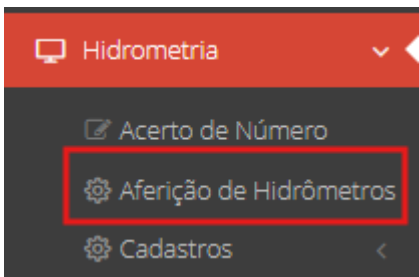 Hidrometria
Acerto de Número
Aferição de Hidrômetros
Cadastros